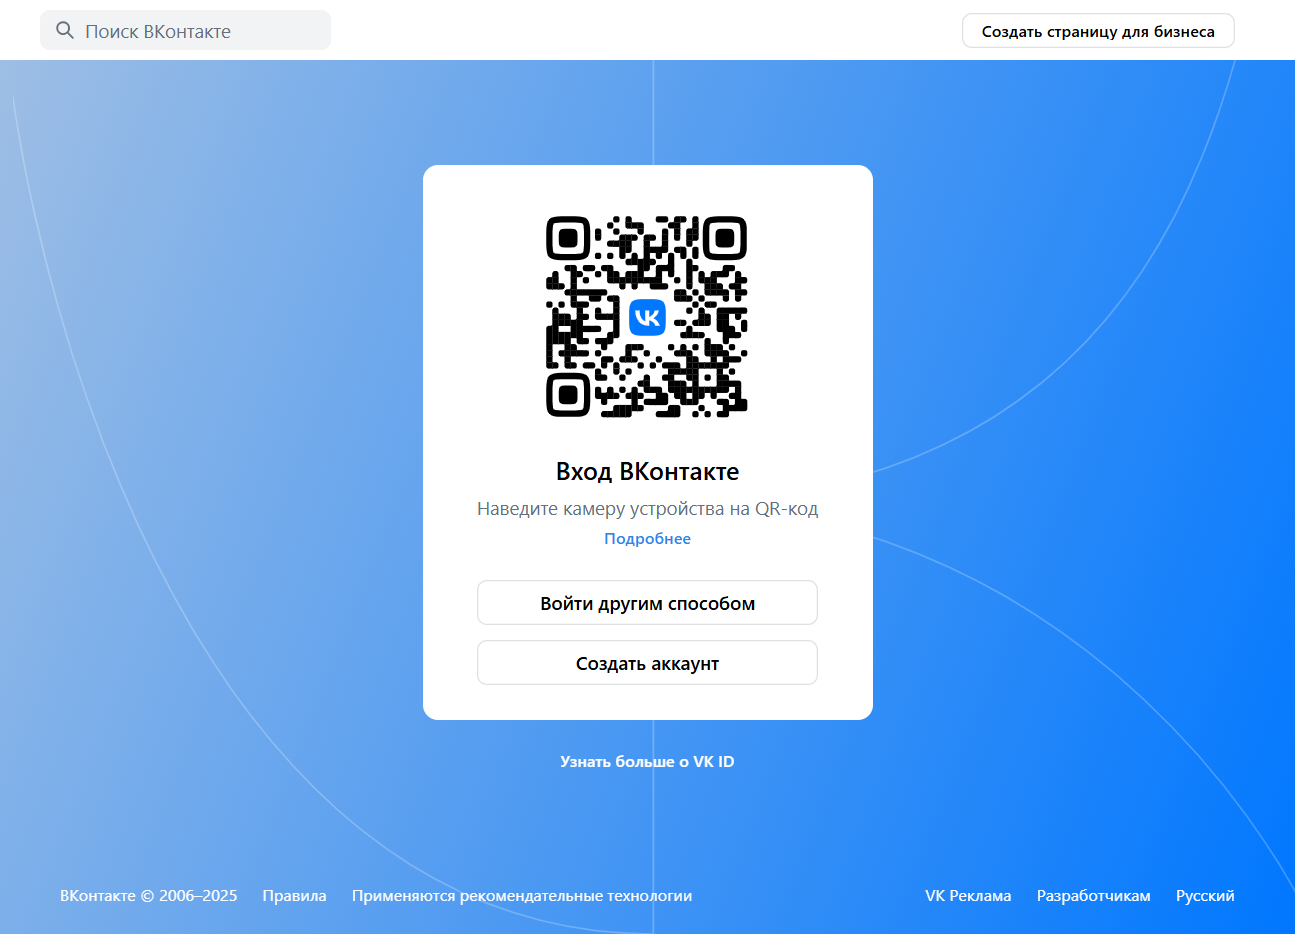 Поиск ВКонтакте
Создать страницу для бизнеса
VK
Вход ВКонтакте
Наведите камеру устройства на QR-код
Подробнее
Войти другим способом
Создать аккаунт
Узнать больше о VK ID
ВКонтакте © 2006–2025 Правила Применяются рекомендательные технологии VK Реклама Разработчикам Русский